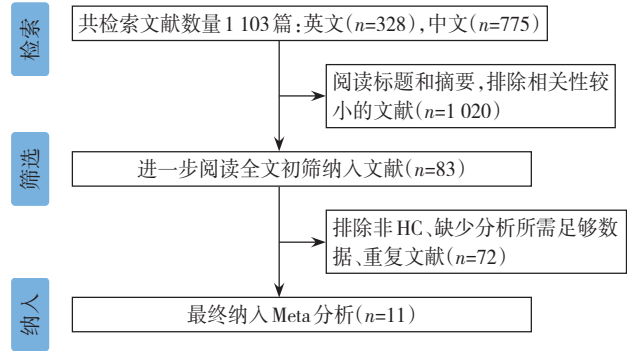 检索
共检索文献数量1 103篇:英文(n=328),中文(n=775)
阅读标题和摘要,排除相关性较
小的文献(n=1 020)
筛选
进一步阅读全文初筛纳入文献(n=83)
排除非HC、缺少分析所需足够数
据、重复文献(n=72)
纳入
最终纳入Meta分析(n=11)